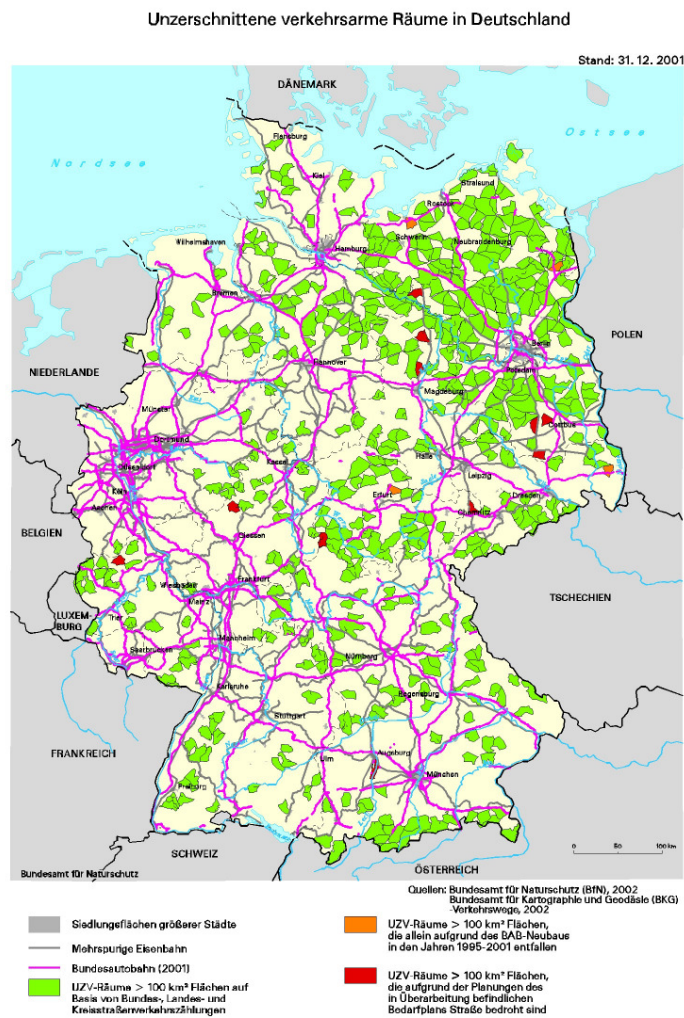 Unzerschnittene verkehrsarme Räume in Deutschland
Stand: 31. 12. 2001
DÄNEMARK
Flensburg
Ostsee
Nordsee
Kiel
Stralsund
Rostock
Schwerin
Wilhelmshaven
Hamburg
Neubrandenburg
Bremen
POLEN
Berlin
Hannover
Potsdam
NIEDERLANDE
Magdeburg
Münster
Cottbus
Dortmund
Düsseldorf
Kassel
Halle
Leipzig
Köln
Erfurt
Dresden
Aachen
Chemnitz
BELGIEN
Giessen
Wiesbaden
Frankfurt
TSCHECHIEN
LUXEM-
BURG
Mainz
Trier
Mannheim
Saarbrücken
Nürnberg
Karlsruhe
Regensburg
Stuttgart
FRANKREICH
Ulm
Augsburg
München
Freiburg
SCHWEIZ
0 50 100 km
ÖSTERREICH
Bundesamt für Naturschutz
Quellen: Bundesamt für Naturschutz (BfN), 2002
Bundesamt für Kartographie und Geodäsie (BKG)
-Verkehrswege, 2002
Siedlungsflächen größerer Städte
Mehrspurige Eisenbahn
Bundesautobahn (2001)
UZV-Räume > 100 km² Flächen auf
Basis von Bundes-, Landes- und
Kreisstraßenverkehrszählungen
UZV-Räume > 100 km² Flächen,
die allein aufgrund des BAB-Neubaus
in den Jahren 1995-2001 entfallen
UZV-Räume > 100 km² Flächen,
die aufgrund der Planungen des
in Überarbeitung befindlichen
Bedarfplans Straße bedroht sind